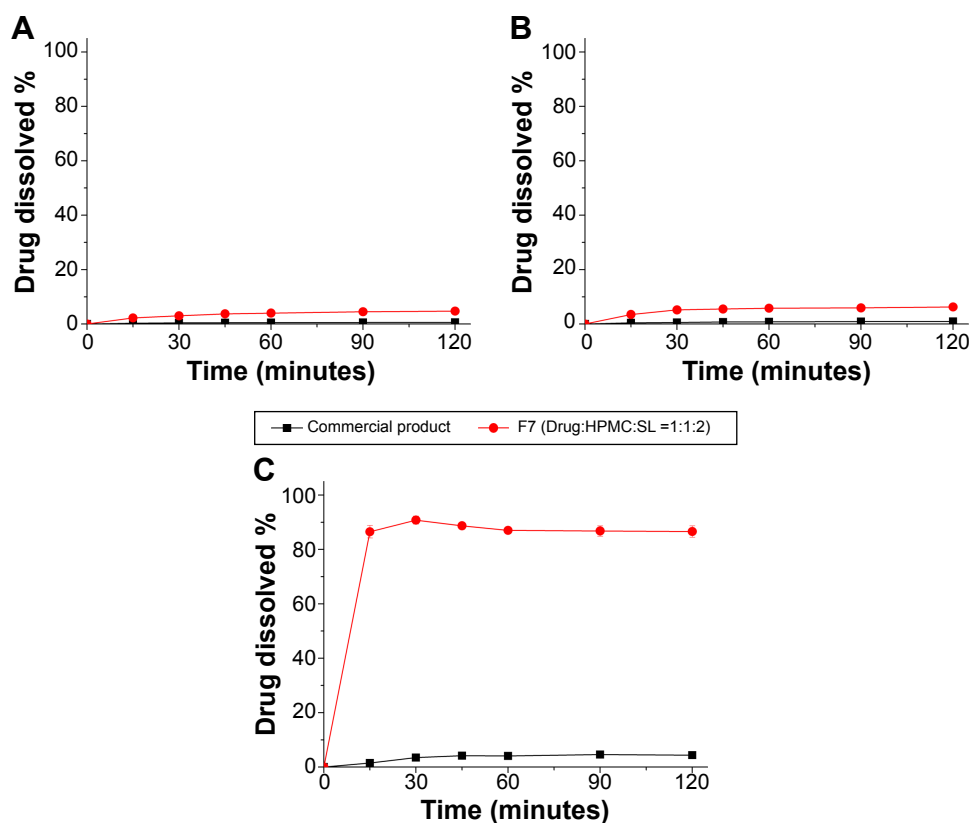 A
100
80
60
40
20
0
Drug dissolved %
0 30 60 90 120
Time (minutes)
B
100
80
60
40
20
0
Drug dissolved %
0 30 60 90 120
Time (minutes)
Commercial product F7 (Drug:HPMC:SL =1:1:2)
C
100
80
60
40
20
0
Drug dissolved %
0 30 60 90 120
Time (minutes)